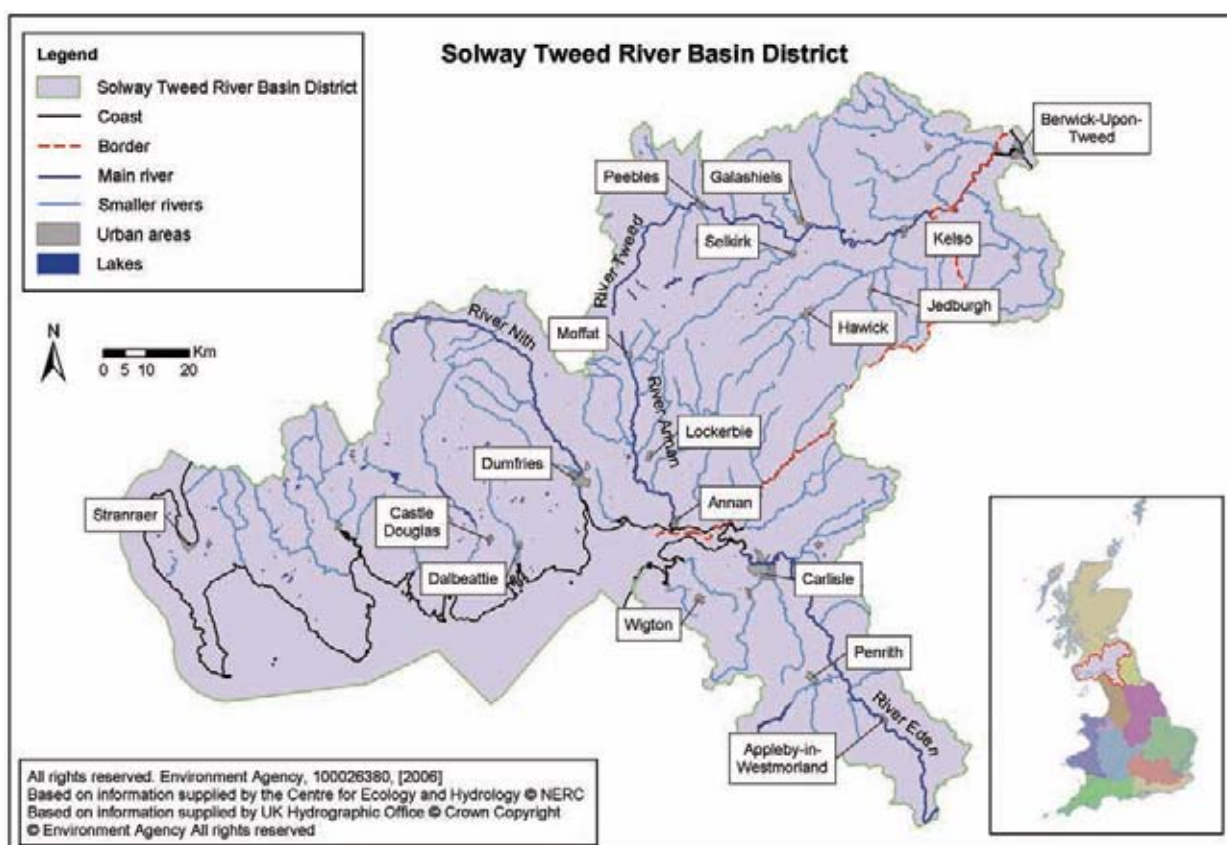 Solway Tweed River Basin District
Legend
Solway Tweed River Basin District
Coast
Border
Main river
Smaller rivers
Urban areas
Lakes
N
Km
0 5 10 20
Berwick-Upon-
Tweed
Peebles
Galashiels
Selkirk
Kelso
River Tweed
Jedburgh
Hawick
Moffat
River Nith
River Annan
Lockerbie
Dumfries
Annan
Stranraer
Castle
Douglas
Dalbeattie
Carlisle
Wigton
Penrith
River Eden
Appleby-in-
Westmorland
All rights reserved. Environment Agency, 100026380, [2006]
Based on information supplied by the Centre for Ecology and Hydrology © NERC
Based on information supplied by UK Hydrographic Office © Crown Copyright
© Environment Agency All rights reserved